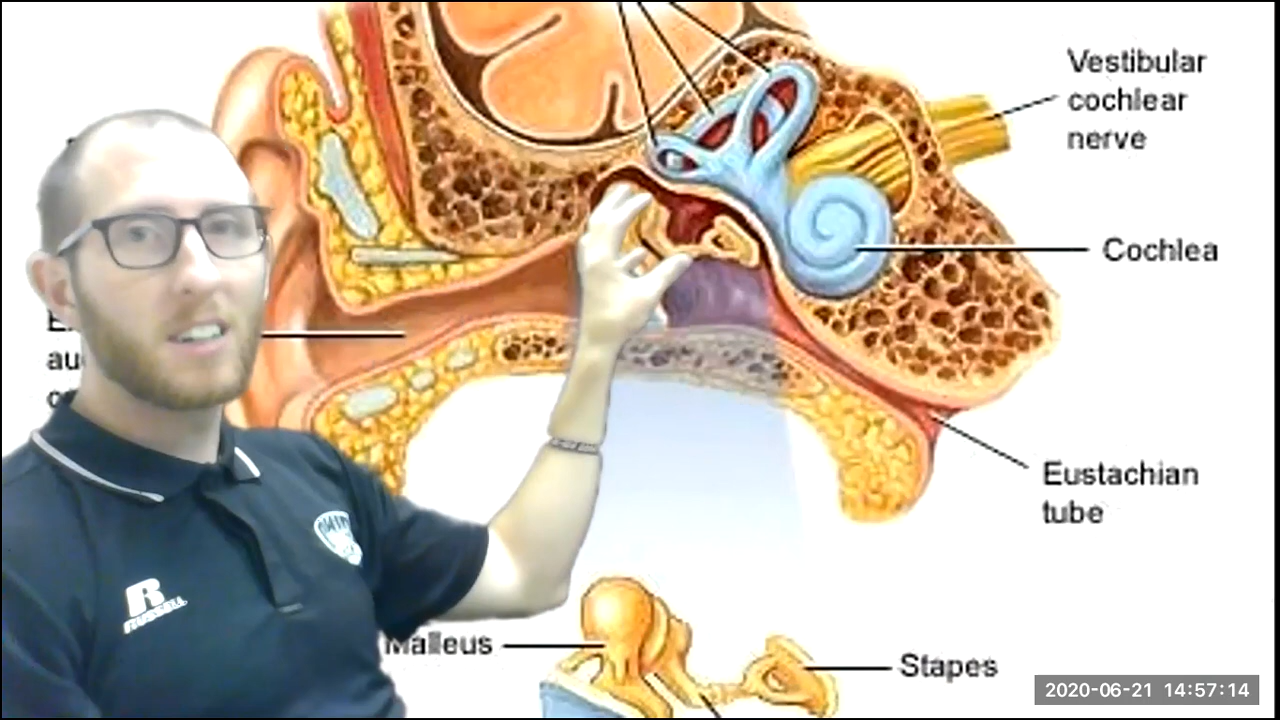 Vestibular
cochlear
nerve
Cochlea
Eustachian
tube
Malleus
Stapes
R
RUSSELL
2020-06-21 14:57:14